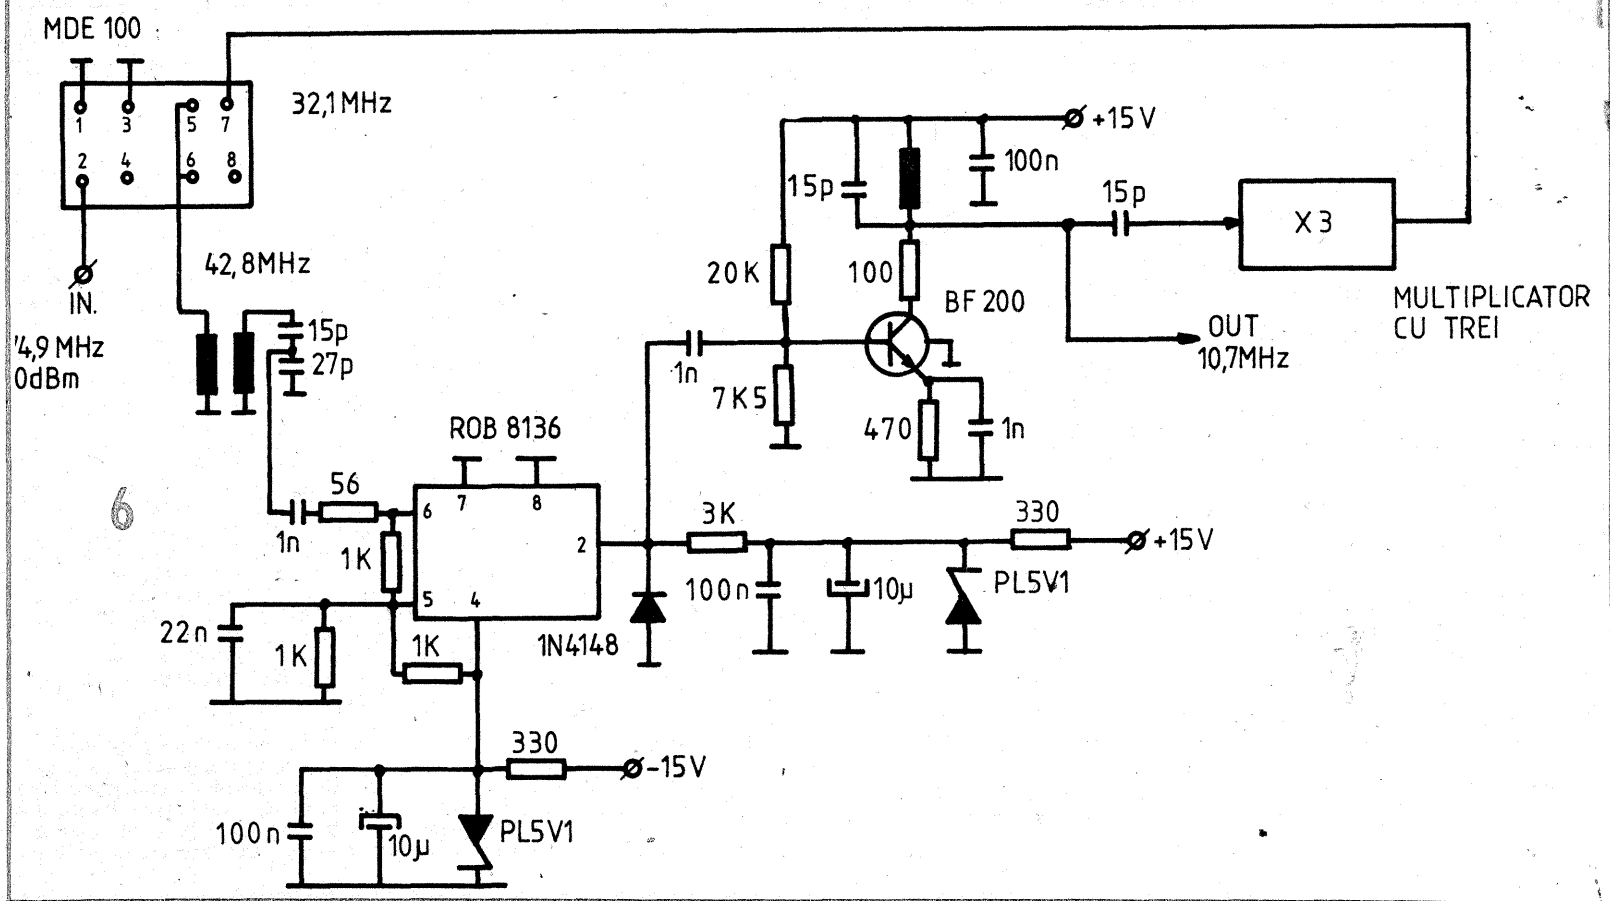 MDE 100
32,1MHz
1 3 5 7
2 4 6 8
IN.
4,9 MHz
0dBm
42,8MHz
15p
27p
+15V
100n
15p
15p
X3
MULTIPLICATOR
CU TREI
20K
100
BF 200
OUT
10,7MHz
1n
7K5
470
1n
ROB 8136
7 8
6
5
4
2
56
1n
1K
22n
1K
1K
1N4148
3K
100n
10µ
PL5V1
330
+15V
330
-15V
100n
10µ
PL5V1
6